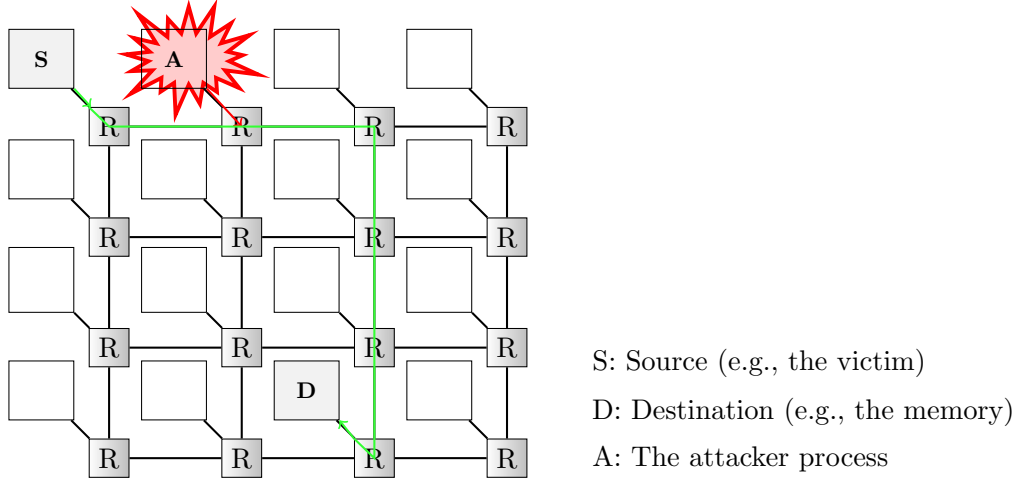 S
A
R
R
R
R
R
R
R
R
R
R
R
R
D
R
R
R
R
S: Source (e.g., the victim)
D: Destination (e.g., the memory)
A: The attacker process